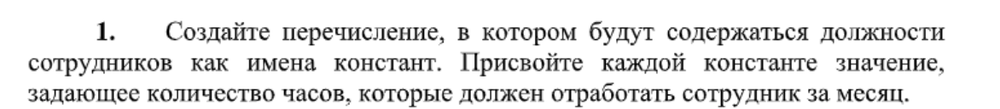 1. Создайте перечисление, в котором будут содержаться должности
сотрудников как имена констант. Присвойте каждой константе значение,
задающее количество часов, которые должен отработать сотрудник за месяц.